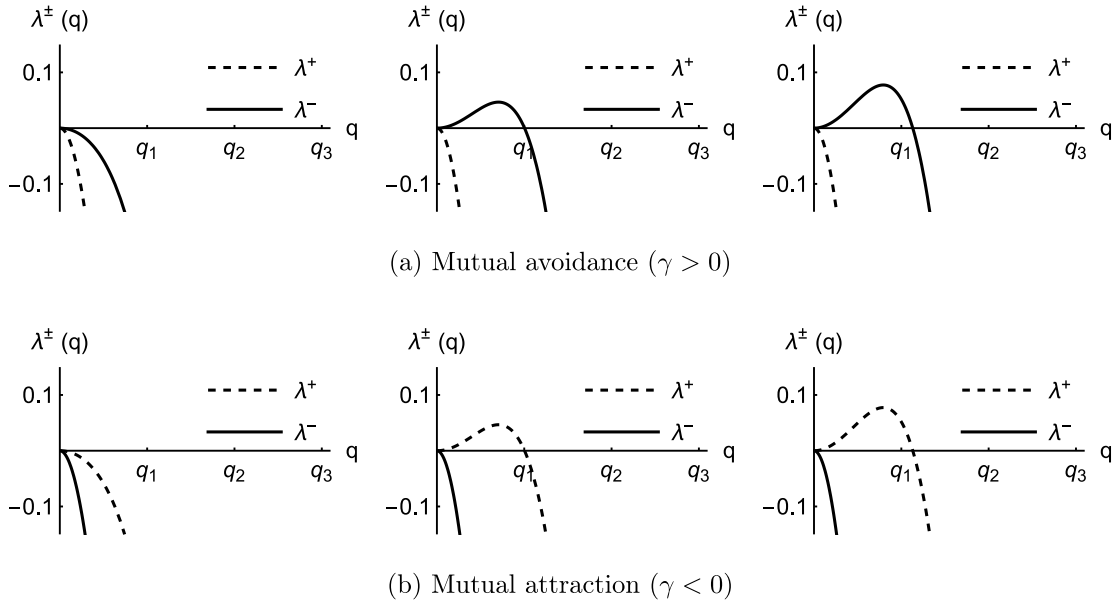 λ± (q) λ± (q) λ± (q)
0.1 λ+ 0.1 λ+ 0.1 λ+
λ− λ− λ−
q q q
q1 q2 q3 q1 q2 q3 q1 q2 q3
−0.1 −0.1 −0.1
(a) Mutual avoidance (γ > 0)
λ± (q) λ± (q) λ± (q)
0.1 λ+ 0.1 λ+ 0.1 λ+
λ− λ− λ−
q q q
q1 q2 q3 q1 q2 q3 q1 q2 q3
−0.1 −0.1 −0.1
(b) Mutual attraction (γ < 0)